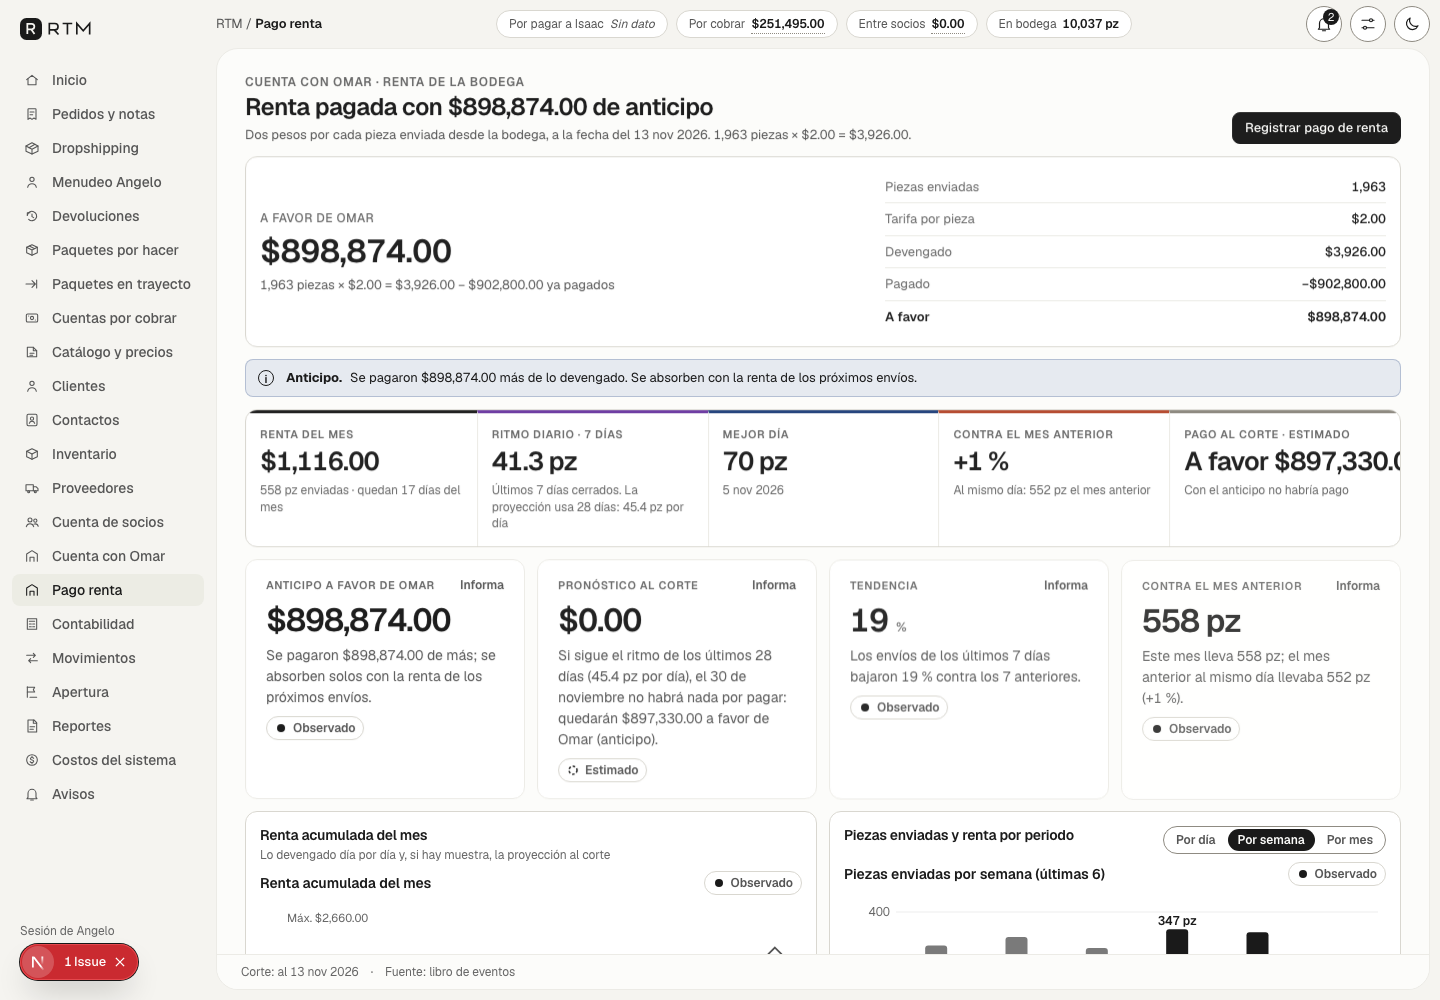 R RTM
RTM / Pago renta
Por pagar a Isaac Sin dato
Por cobrar $251,495.00
Entre socios $0.00
En bodega 10,037 pz
2
Inicio
Pedidos y notas
Dropshipping
Menudeo Angelo
Devoluciones
Paquetes por hacer
Paquetes en trayecto
Cuentas por cobrar
Catálogo y precios
Clientes
Contactos
Inventario
Proveedores
Cuenta de socios
Cuenta con Omar
Pago renta
Contabilidad
Movimientos
Apertura
Reportes
Costos del sistema
Avisos
Sesión de Angelo
N 1 Issue
CUENTA CON OMAR · RENTA DE LA BODEGA
Renta pagada con $898,874.00 de anticipo
Dos pesos por cada pieza enviada desde la bodega, a la fecha del 13 nov 2026. 1,963 piezas × $2.00 = $3,926.00.
Registrar pago de renta
A FAVOR DE OMAR
$898,874.00
1,963 piezas × $2.00 = $3,926.00 − $902,800.00 ya pagados
Piezas enviadas 1,963
Tarifa por pieza $2.00
Devengado $3,926.00
Pagado −$902,800.00
A favor $898,874.00
Anticipo. Se pagaron $898,874.00 más de lo devengado. Se absorben con la renta de los próximos envíos.
RENTA DEL MES
$1,116.00
558 pz enviadas · quedan 17 días del
mes
RITMO DIARIO · 7 DÍAS
41.3 pz
Últimos 7 días cerrados. La
proyección usa 28 días: 45.4 pz por
día
MEJOR DÍA
70 pz
5 nov 2026
CONTRA EL MES ANTERIOR
+1 %
Al mismo día: 552 pz el mes anterior
PAGO AL CORTE · ESTIMADO
A favor $897,330.0
Con el anticipo no habría pago
ANTICIPO A FAVOR DE OMAR Informa
$898,874.00
Se pagaron $898,874.00 de más; se
absorben solos con la renta de los
próximos envíos.
Observado
PRONÓSTICO AL CORTE Informa
$0.00
Si sigue el ritmo de los últimos 28
días (45.4 pz por día), el 30 de
noviembre no habrá nada por pagar:
quedarán $897,330.00 a favor de
Omar (anticipo).
Estimado
TENDENCIA Informa
19 %
Los envíos de los últimos 7 días
bajaron 19 % contra los 7 anteriores.
Observado
CONTRA EL MES ANTERIOR Informa
558 pz
Este mes lleva 558 pz; el mes
anterior al mismo día llevaba 552 pz
(+1 %).
Observado
Renta acumulada del mes
Lo devengado día por día y, si hay muestra, la proyección al corte
Renta acumulada del mes Observado
Máx. $2,660.00
Piezas enviadas y renta por periodo
Por día Por semana Por mes
Piezas enviadas por semana (últimas 6) Observado
400
347 pz
Corte: al 13 nov 2026 · Fuente: libro de eventos